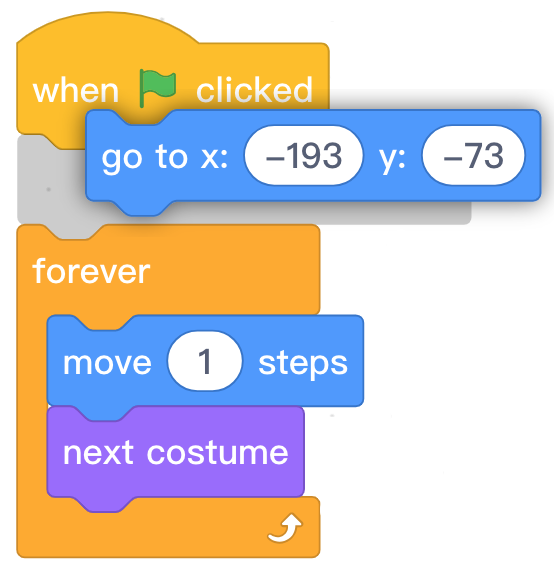 when clicked
go to x: −193 y: −73
forever
move 1 steps
next costume